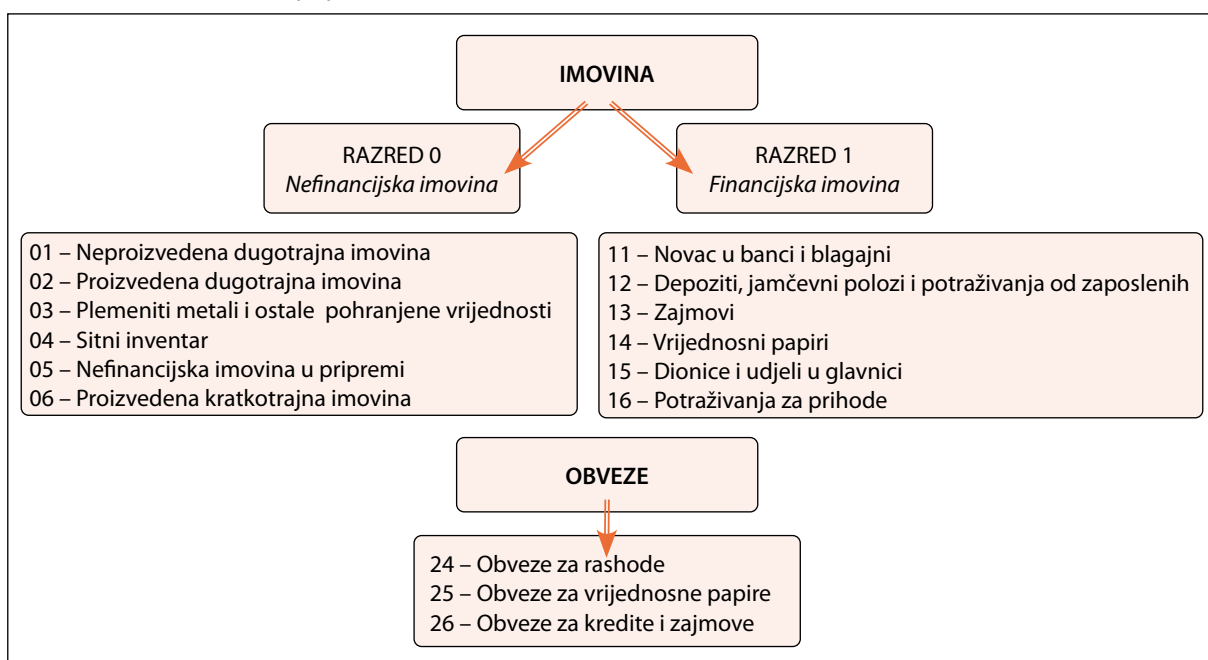 IMOVINA
RAZRED 0
Nefinancijska imovina
RAZRED 1
Financijska imovina
01 – Neproizvedena dugotrajna imovina
02 – Proizvedena dugotrajna imovina
03 – Plemeniti metali i ostale pohranjene vrijednosti
04 – Sitni inventar
05 – Nefinancijska imovina u pripremi
06 – Proizvedena kratkotrajna imovina
11 – Novac u banci i blagajni
12 – Depoziti, jamčevni polozi i potraživanja od zaposlenih
13 – Zajmovi
14 – Vrijednosni papiri
15 – Dionice i udjeli u glavnici
16 – Potraživanja za prihode
OBVEZE
24 – Obveze za rashode
25 – Obveze za vrijednosne papire
26 – Obveze za kredite i zajmove